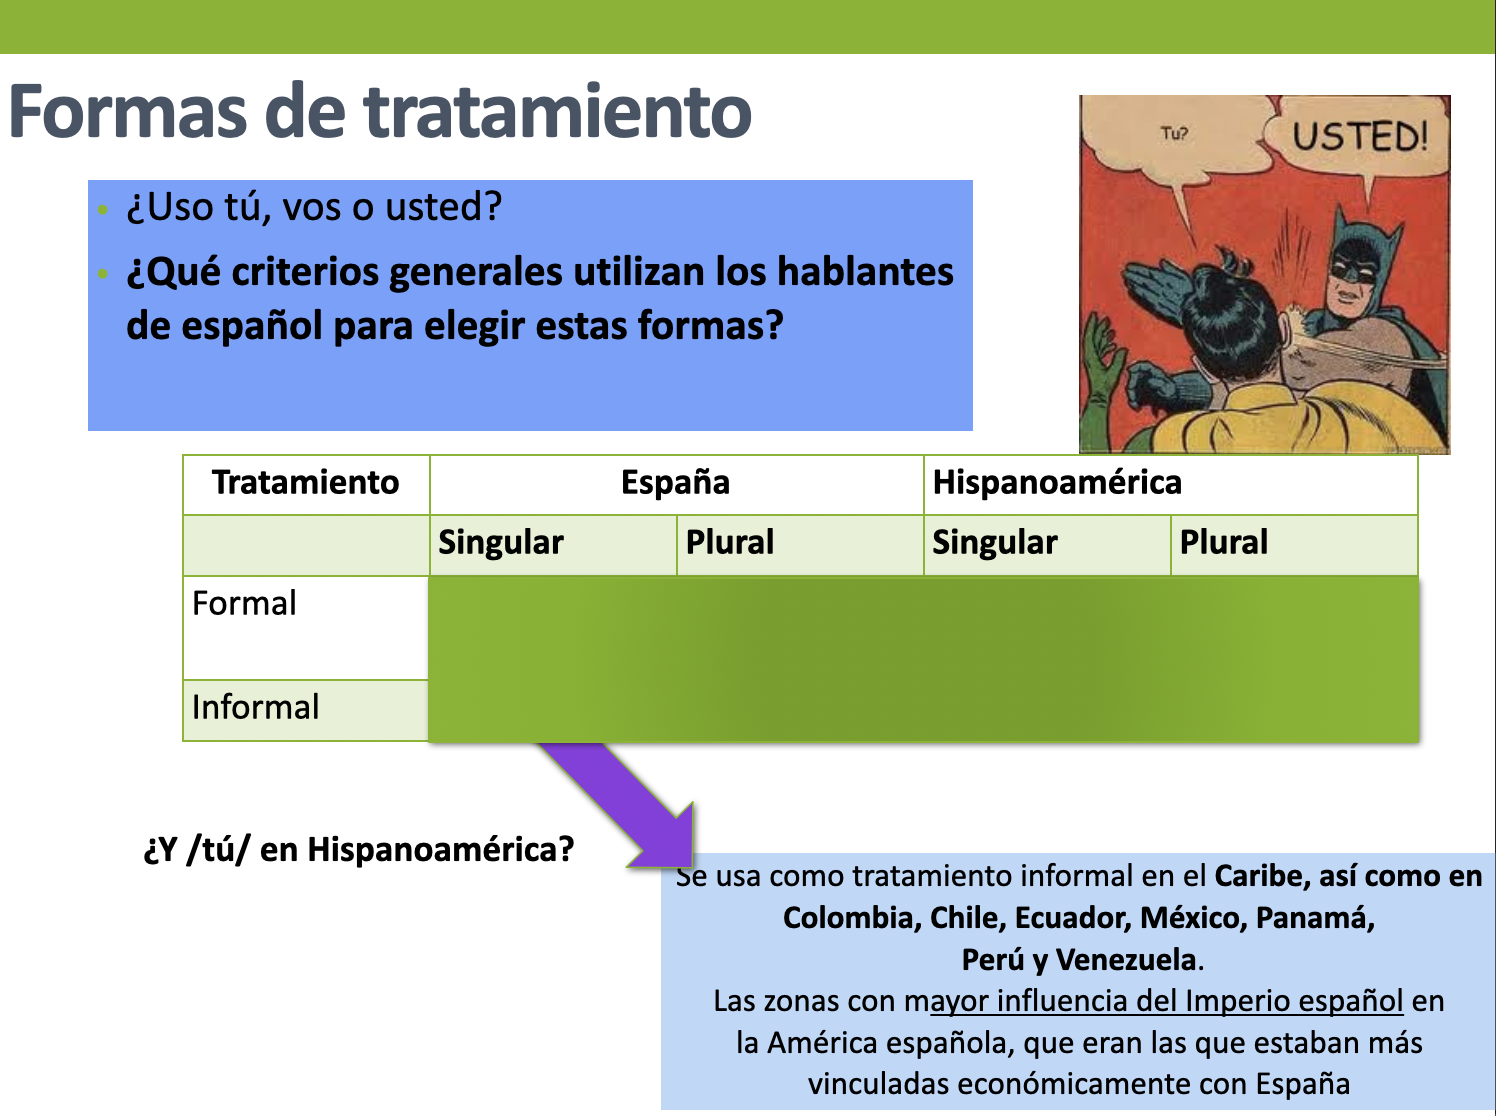 Formas de tratamiento
Tu?
USTED!
• ¿Uso tú, vos o usted?
• ¿Qué criterios generales utilizan los hablantes
de español para elegir estas formas?
Tratamiento España Hispanoamérica
Singular Plural Singular Plural
Formal
Informal
¿Y /tú/ en Hispanoamérica?
Se usa como tratamiento informal en el Caribe, así como en
Colombia, Chile, Ecuador, México, Panamá,
Perú y Venezuela.
Las zonas con mayor influencia del Imperio español en
la América española, que eran las que estaban más
vinculadas económicamente con España